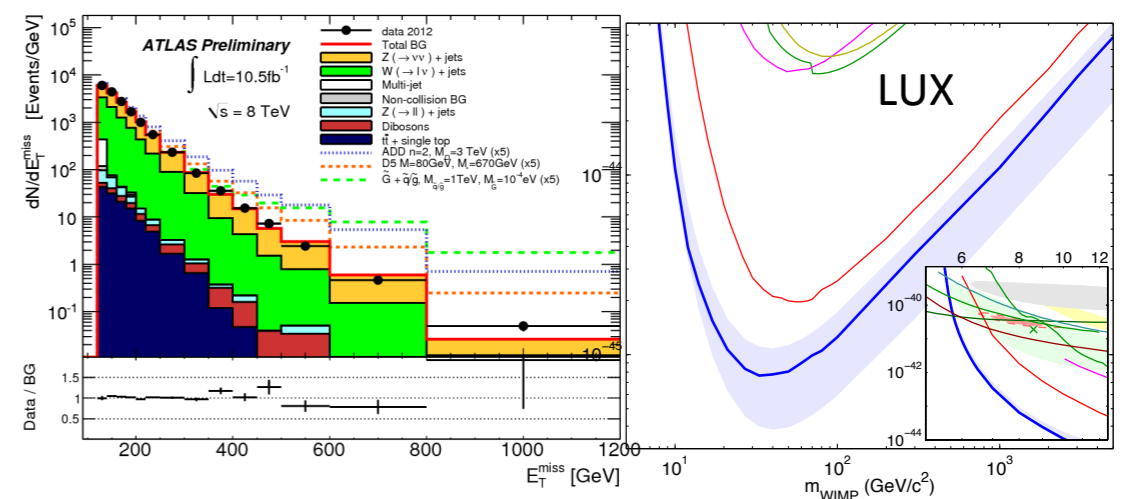 ATLAS Preliminary
∫ Ldt=10.5fb⁻¹
√s = 8 TeV
data 2012
Total BG
Z (→ νν) + jets
W (→ l ν) + jets
Multi-jet
Non-collision BG
Z (→ ll) + jets
Dibosons
tt̄ + single top
ADD n=2, M_D=3 TeV (x5)
D5 M=80GeV, M_*=670GeV (x5)
G̃ + q̃/g̃, M_q̃/g̃=1TeV, M_G̃=10⁻⁴eV (x5)
dN/dE_T^miss [Events/GeV]
10⁵
10⁴
10³
10²
10
1
10⁻¹
Data / BG
1.5
1
0.5
200 400 600 800 1000 1200
E_T^miss [GeV]
LUX
10⁻⁴⁴
10⁻⁴⁵
6 8 10 12
10⁻⁴⁰
10⁻⁴²
10⁻⁴⁴
10¹ 10² 10³
m_WIMP (GeV/c²)